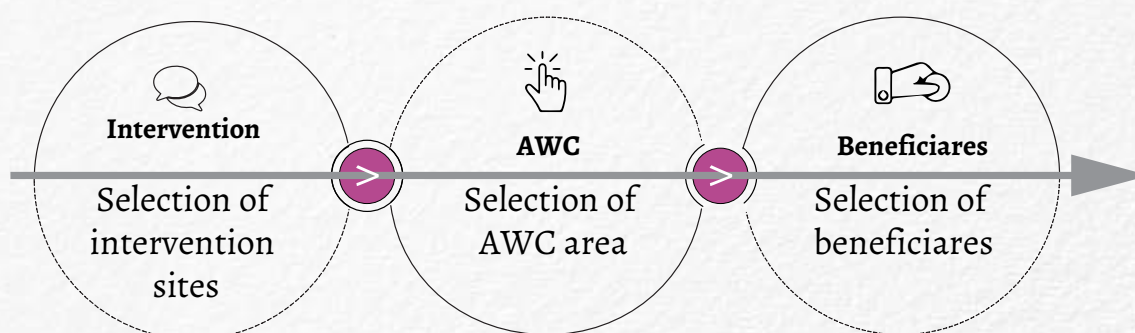 Intervention
Selection of
intervention
sites
>
AWC
Selection of
AWC area
>
Beneficiares
Selection of
beneficiares